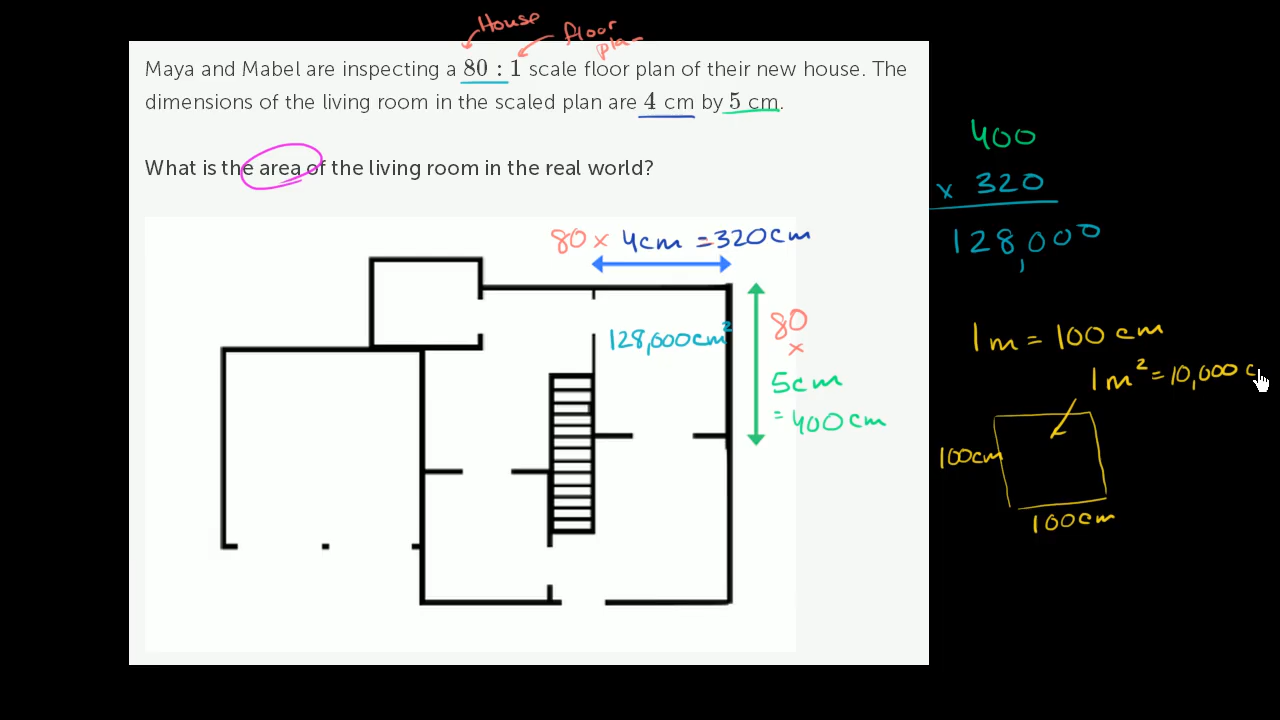 House
floor
plan
Maya and Mabel are inspecting a 80 : 1 scale floor plan of their new house. The
dimensions of the living room in the scaled plan are 4 cm by 5 cm.
What is the area of the living room in the real world?
80 × 4cm = 320cm
128,000cm²
80
×
5cm
= 400cm
400
x 320
128,000
1m = 100 cm
1m² = 10,000 c
100cm
100cm